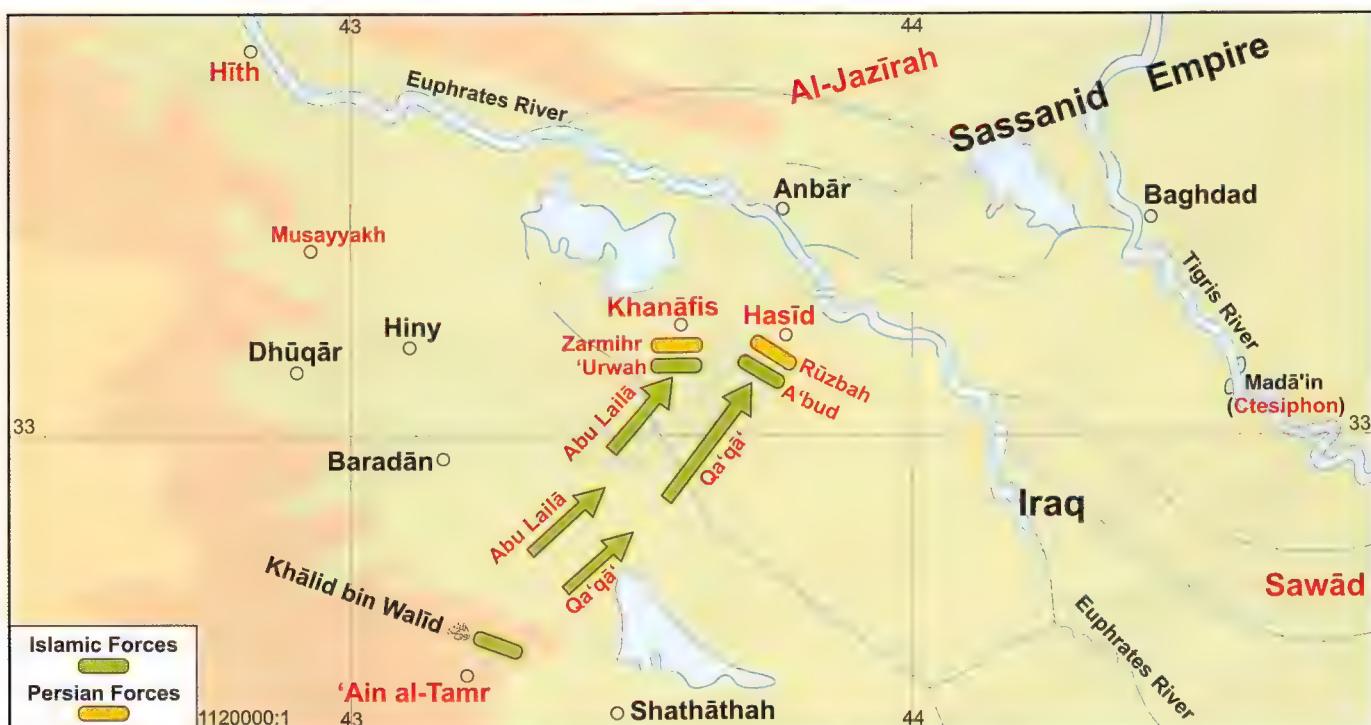 43
44
Hīth
Euphrates River
Al-Jazīrah
Sassanid Empire
Anbār
Baghdad
Musayyakh
Tigris River
Khanāfis
Hasīd
Hiny
Zarmihr
Dhūqār
‘Urwah
Rūzbah
A‘bud
Madā'in
(Ctesiphon)
Abu Lailā
Qa‘qā‘
33
33
Baradān
Abu Lailā
Iraq
Qa‘qā‘
Khālid bin Walīd
Sawād
Euphrates River
Islamic Forces
Persian Forces
‘Ain al-Tamr
Shathāthah
1120000:1
43
44